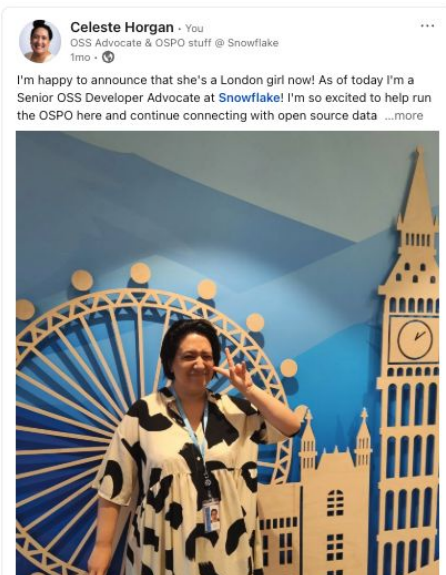 Celeste Horgan · You
OSS Advocate & OSPO stuff @ Snowflake
1mo ·
I'm happy to announce that she's a London girl now! As of today I'm a
Senior OSS Developer Advocate at Snowflake! I'm so excited to help run
the OSPO here and continue connecting with open source data ...more